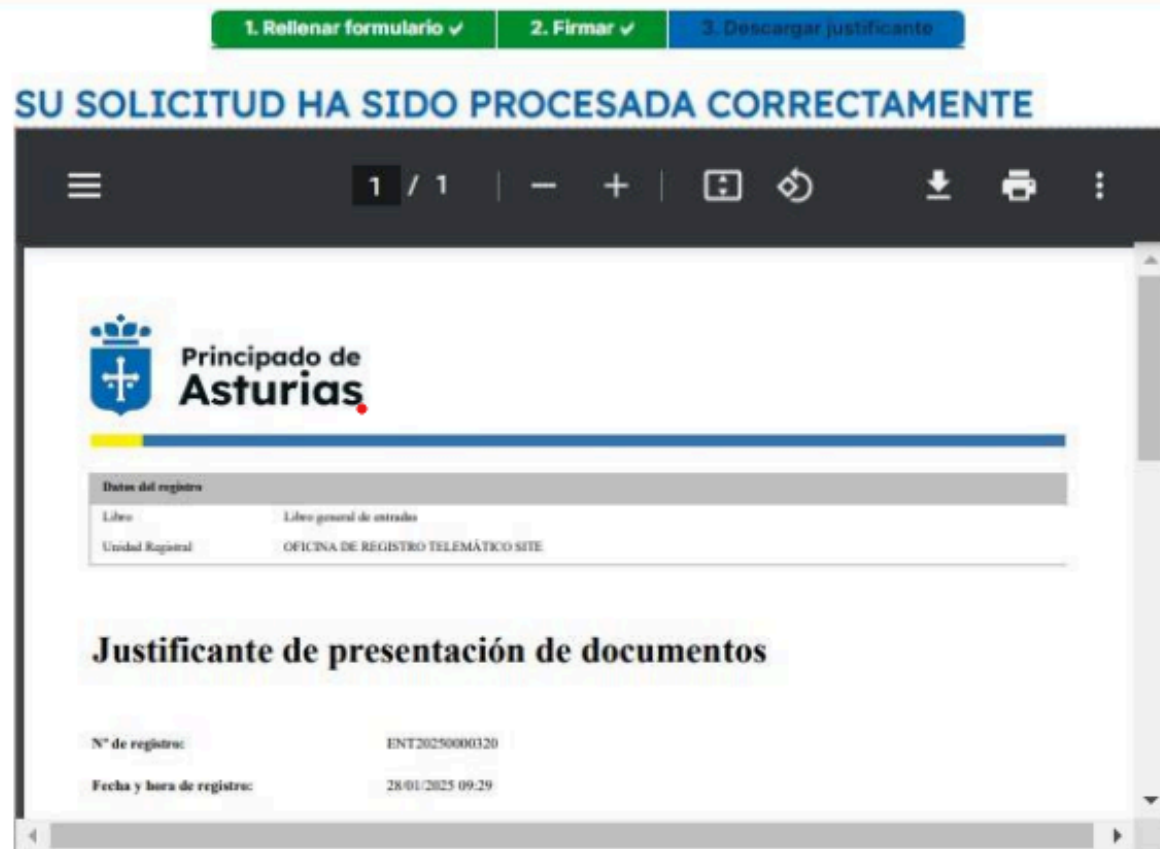 1. Rellenar formulario ✓ 2. Firmar ✓ 3. Descargar justificante
SU SOLICITUD HA SIDO PROCESADA CORRECTAMENTE
1 / 1
Principado de
Asturias
Datos del registro
Libro Libro general de entradas
Unidad Registral OFICINA DE REGISTRO TELEMÁTICO SITE
Justificante de presentación de documentos
Nº de registro: ENT20250000320
Fecha y hora de registro: 28/01/2025 09:29